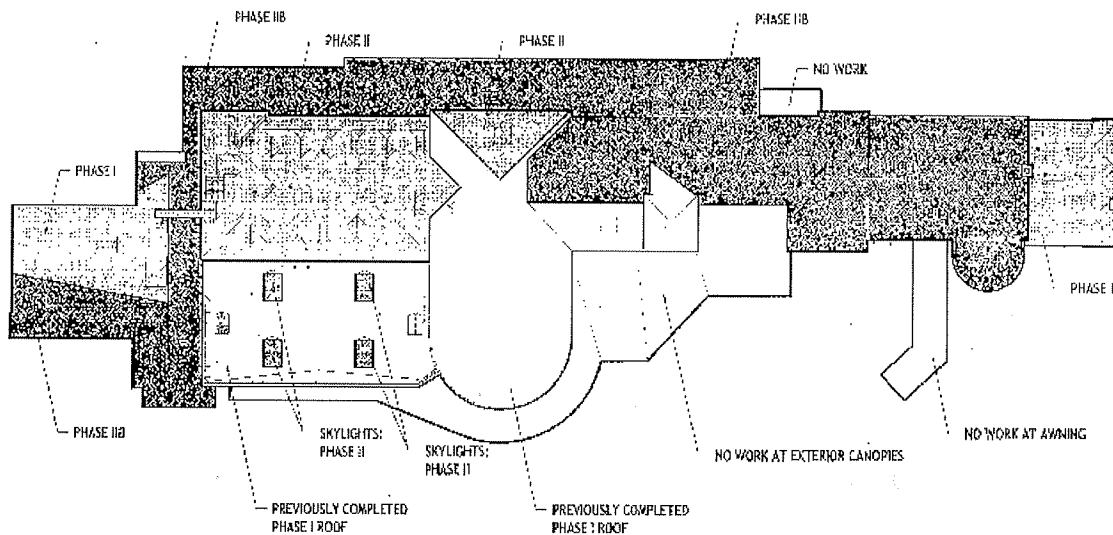 PHASE IIB
PHASE II
PHASE II
PHASE IIB
NO WORK
PHASE I
PHASE I
PHASE IIB
SKYLIGHTS:
PHASE II
SKYLIGHTS:
PHASE II
NO WORK AT EXTERIOR CANOPIES
NO WORK AT AWNING
PREVIOUSLY COMPLETED
PHASE I ROOF
PREVIOUSLY COMPLETED
PHASE I ROOF